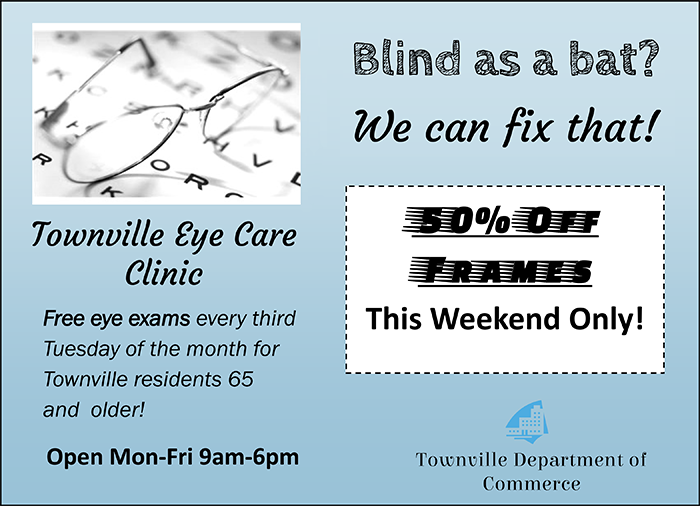 Blind as a bat?
We can fix that!
Townville Eye Care
Clinic
Free eye exams every third
Tuesday of the month for
Townville residents 65
and older!
Open Mon-Fri 9am-6pm
50% Off
Frames
This Weekend Only!
Townville Department of
Commerce